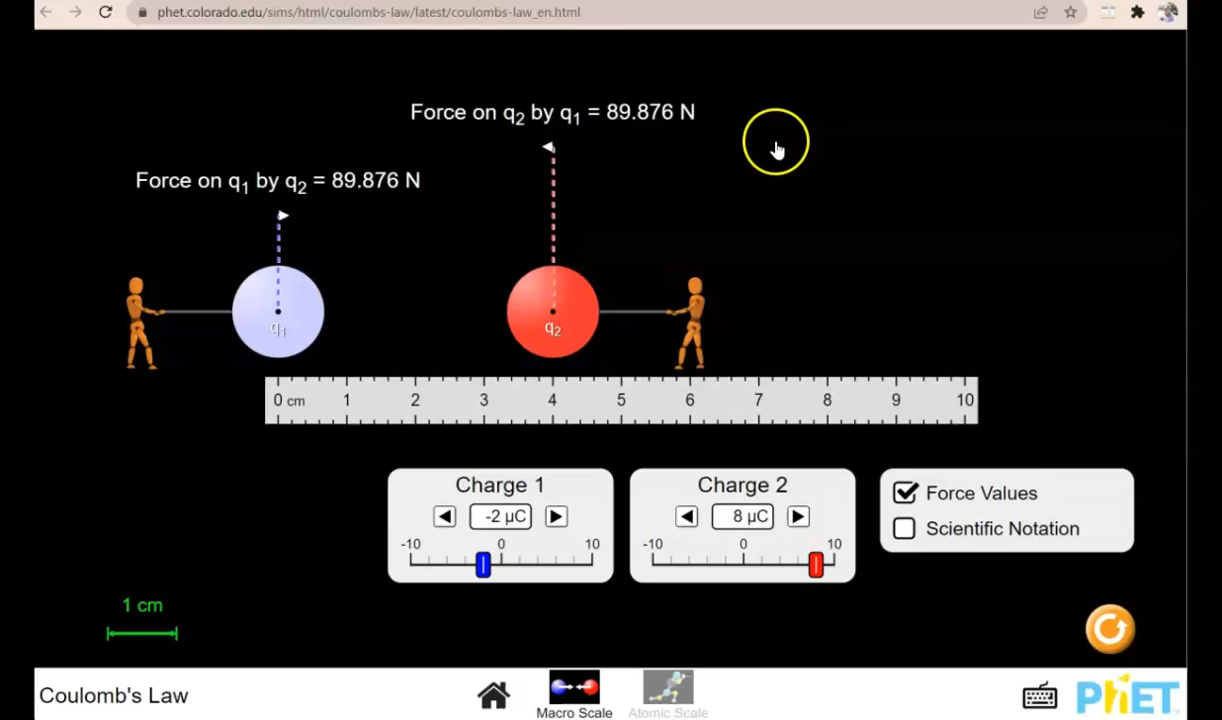 phet.colorado.edu/sims/html/coulombs-law/latest/coulombs-law_en.html
Force on q₂ by q₁ = 89.876 N
Force on q₁ by q₂ = 89.876 N
q₁
q₂
0 cm 1 2 3 4 5 6 7 8 9 10
Charge 1
-2 μC
-10 0 10
Charge 2
8 μC
-10 0 10
Force Values
Scientific Notation
1 cm
Coulomb's Law
Macro Scale
Atomic Scale
PhET